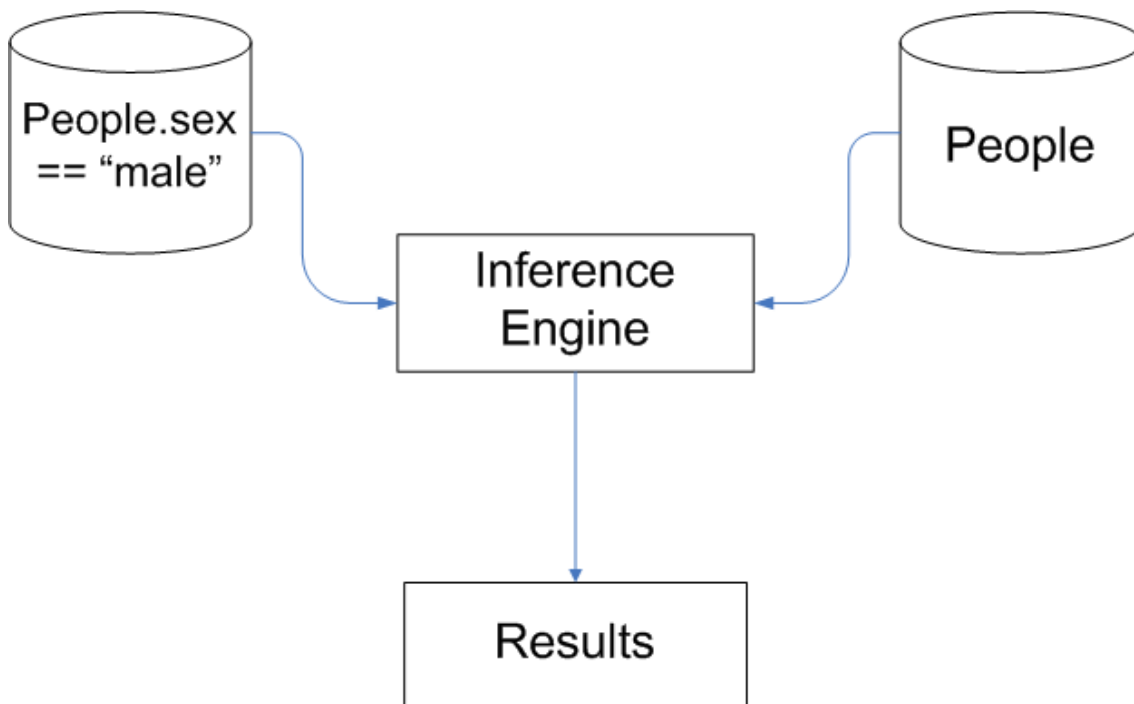 People.sex
== “male”
People
Inference
Engine
Results